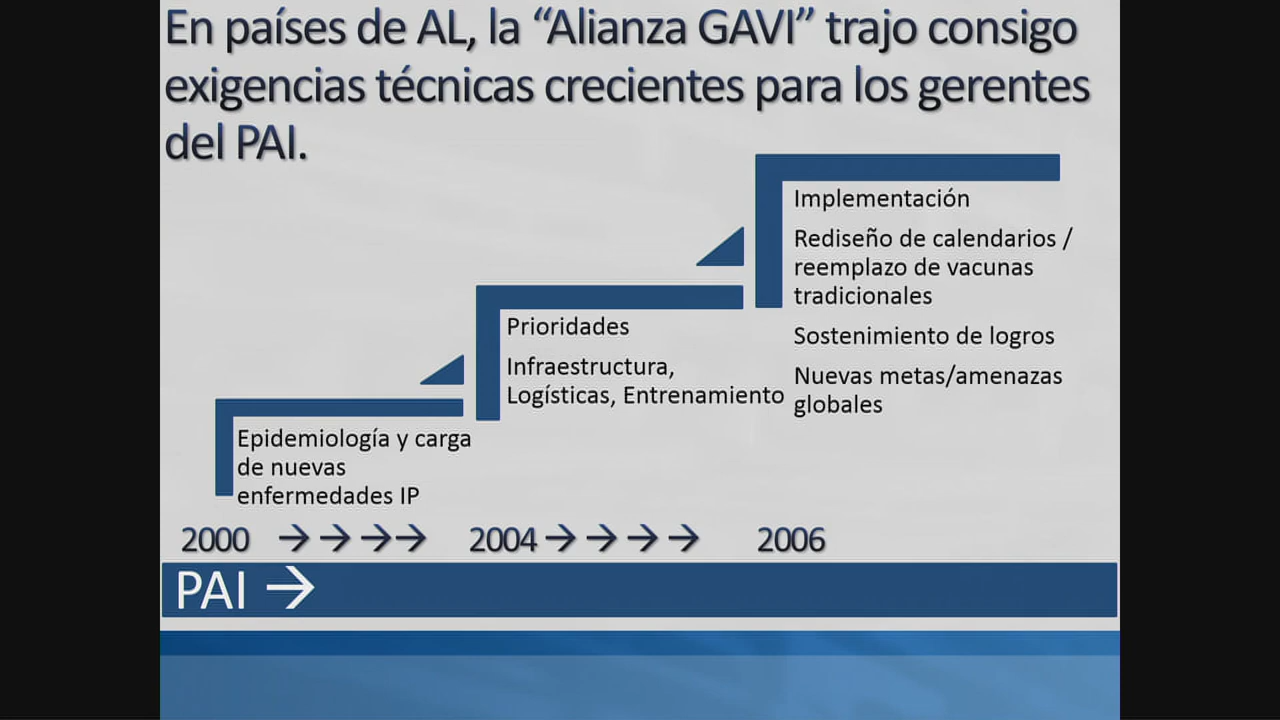 En países de AL, la “Alianza GAVI” trajo consigo
exigencias técnicas crecientes para los gerentes
del PAI.
Epidemiología y carga
de nuevas
enfermedades IP
Prioridades
Infraestructura,
Logísticas, Entrenamiento
Implementación
Rediseño de calendarios /
reemplazo de vacunas
tradicionales
Sostenimiento de logros
Nuevas metas/amenazas
globales
2000 →→→→ 2004→→→→ 2006
PAI →